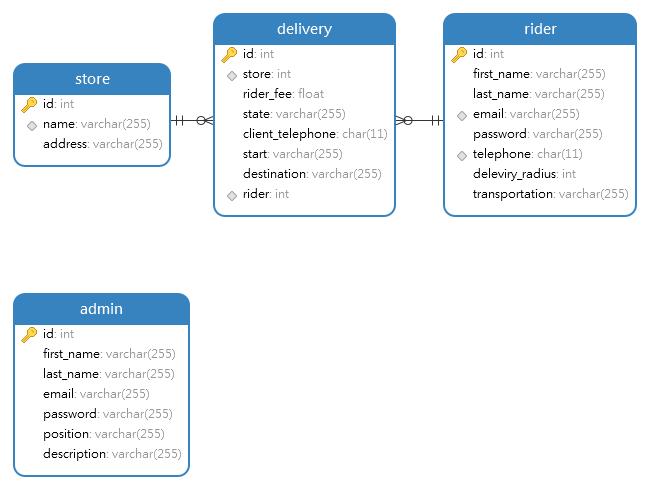 store
id: int
name: varchar(255)
address: varchar(255)
delivery
id: int
store: int
rider_fee: float
state: varchar(255)
client_telephone: char(11)
start: varchar(255)
destination: varchar(255)
rider: int
rider
id: int
first_name: varchar(255)
last_name: varchar(255)
email: varchar(255)
password: varchar(255)
telephone: char(11)
deleviry_radius: int
transportation: varchar(255)
admin
id: int
first_name: varchar(255)
last_name: varchar(255)
email: varchar(255)
password: varchar(255)
position: varchar(255)
description: varchar(255)